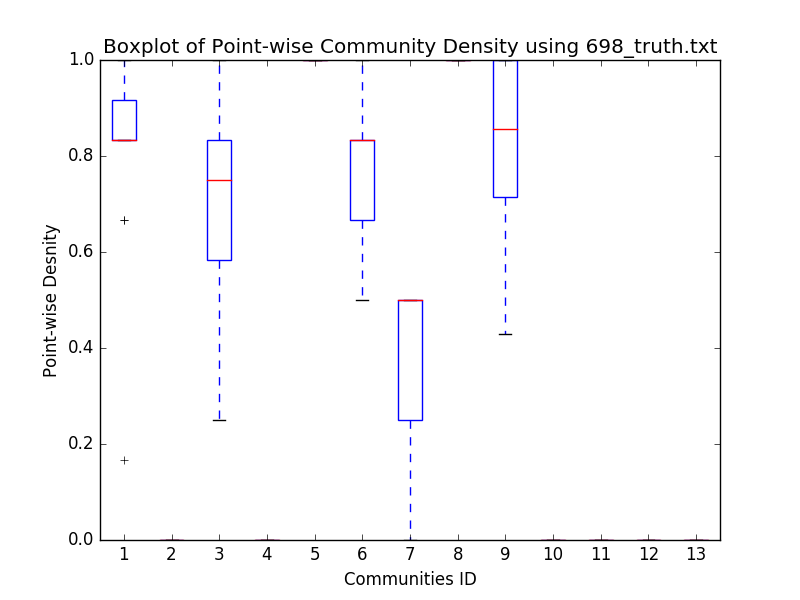 Boxplot of Point-wise Community Density using 698_truth.txt
1.0
0.8
0.6
0.4
0.2
0.0
Point-wise Desnity
1 2 3 4 5 6 7 8 9 10 11 12 13
Communities ID